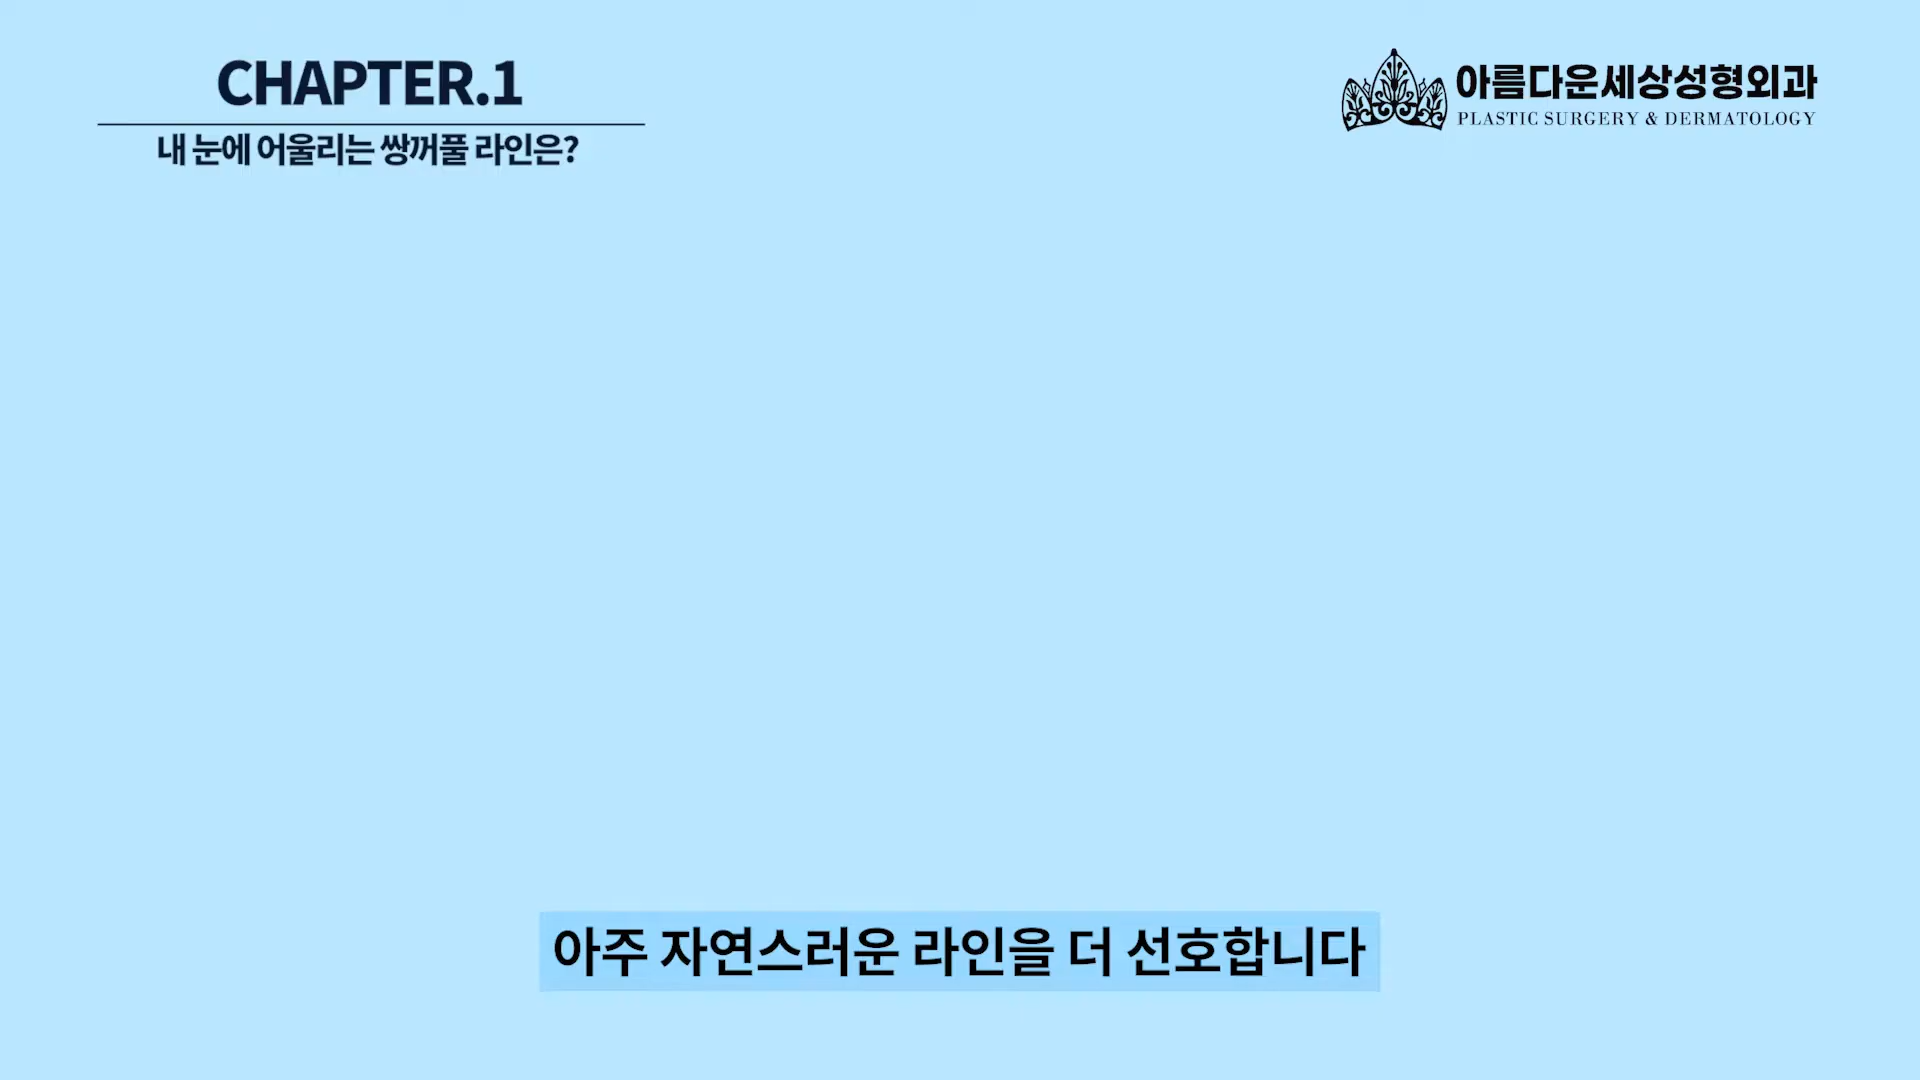 CHAPTER.1
내 눈에 어울리는 쌍꺼풀 라인은?
아름다운세상성형외과
PLASTIC SURGERY & DERMATOLOGY
아주 자연스러운 라인을 더 선호합니다